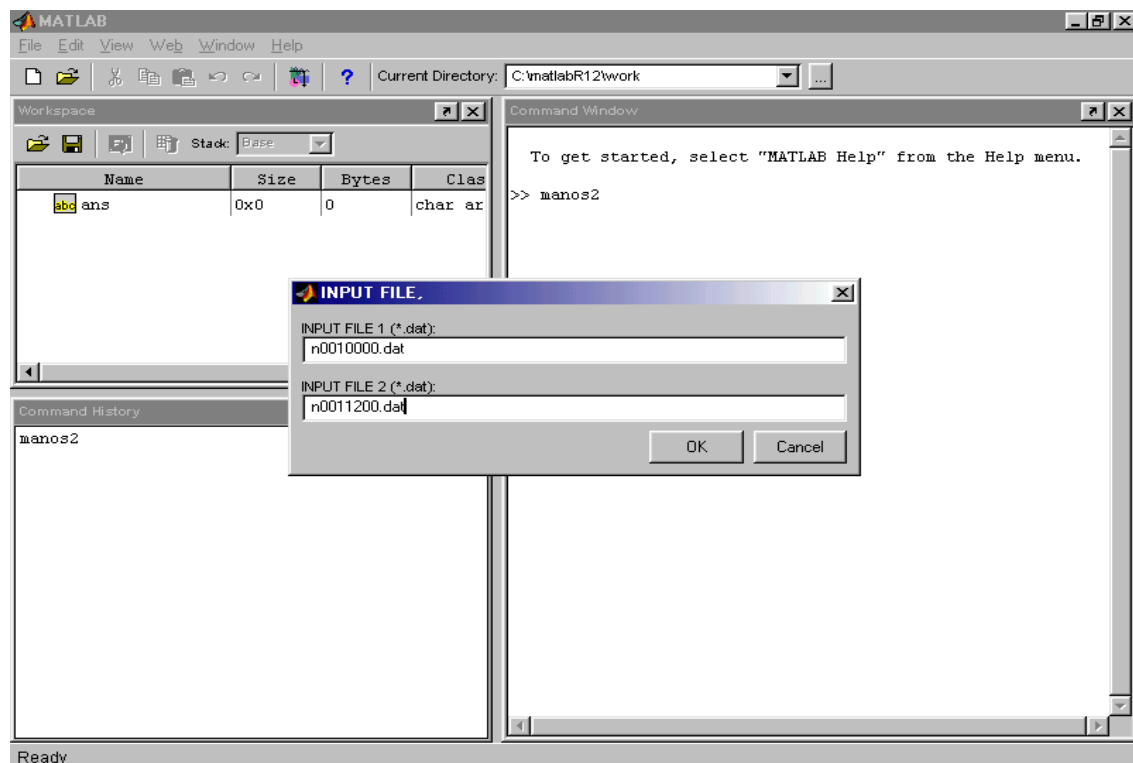 MATLAB
File Edit View Web Window Help
? Current Directory: C:\matlabR12\work ...
Workspace
Stack: Base
Name Size Bytes Clas
abc ans 0x0 0 char ar
Command History
manos2
Command Window
To get started, select "MATLAB Help" from the Help menu.
>> manos2
INPUT FILE,
INPUT FILE 1 (*.dat):
n0010000.dat
INPUT FILE 2 (*.dat):
n0011200.dat
OK Cancel
Ready